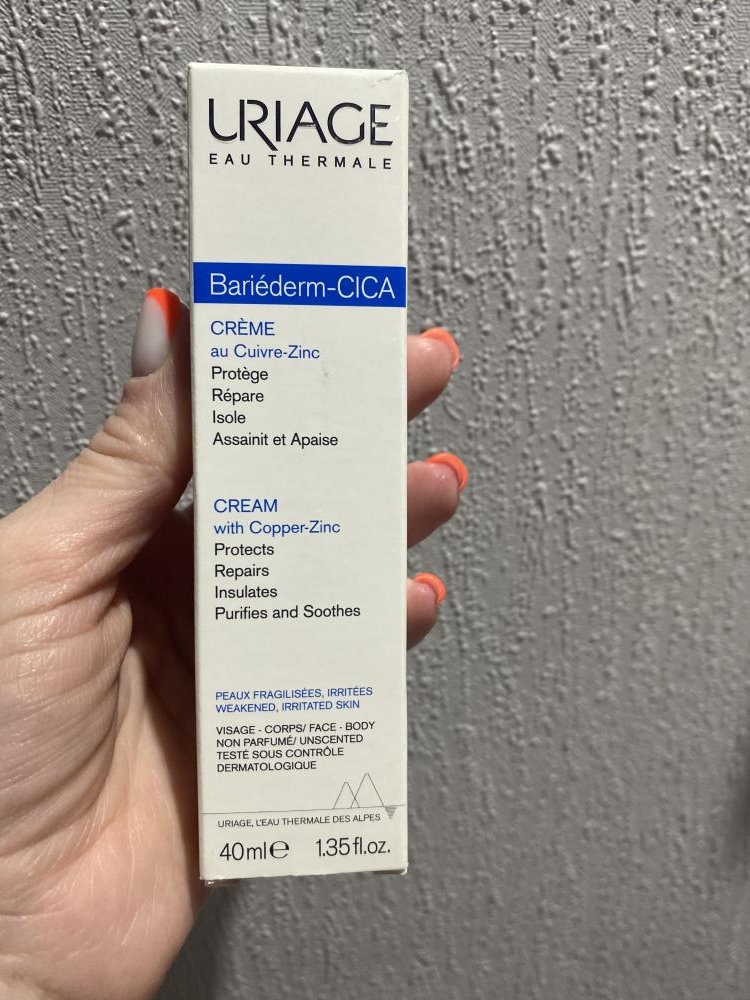 URIAGE
EAU THERMALE
Bariéderm-CICA
CRÈME
au Cuivre-Zinc
Protège
Répare
Isole
Assainit et Apaise
CREAM
with Copper-Zinc
Protects
Repairs
Insulates
Purifies and Soothes
PEAUX FRAGILISÉES, IRRITÉES
WEAKENED, IRRITATED SKIN
VISAGE - CORPS/ FACE - BODY
NON PARFUMÉ/ UNSCENTED
TESTÉ SOUS CONTRÔLE
DERMATOLOGIQUE
URIAGE, L'EAU THERMALE DES ALPES
40 ml e 1.35 fl.oz.